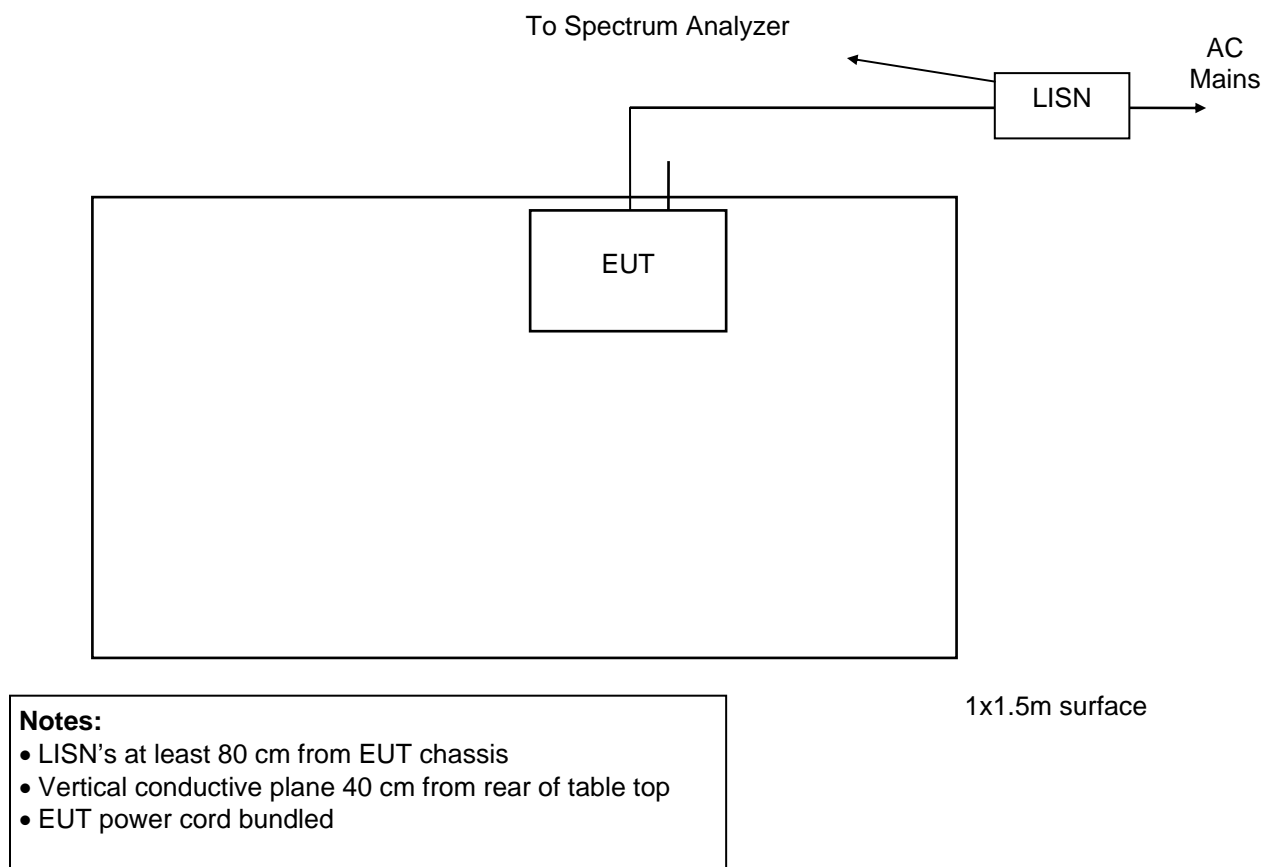 To Spectrum Analyzer
AC
Mains
LISN
EUT
1x1.5m surface
Notes:
• LISN’s at least 80 cm from EUT chassis
• Vertical conductive plane 40 cm from rear of table top
• EUT power cord bundled